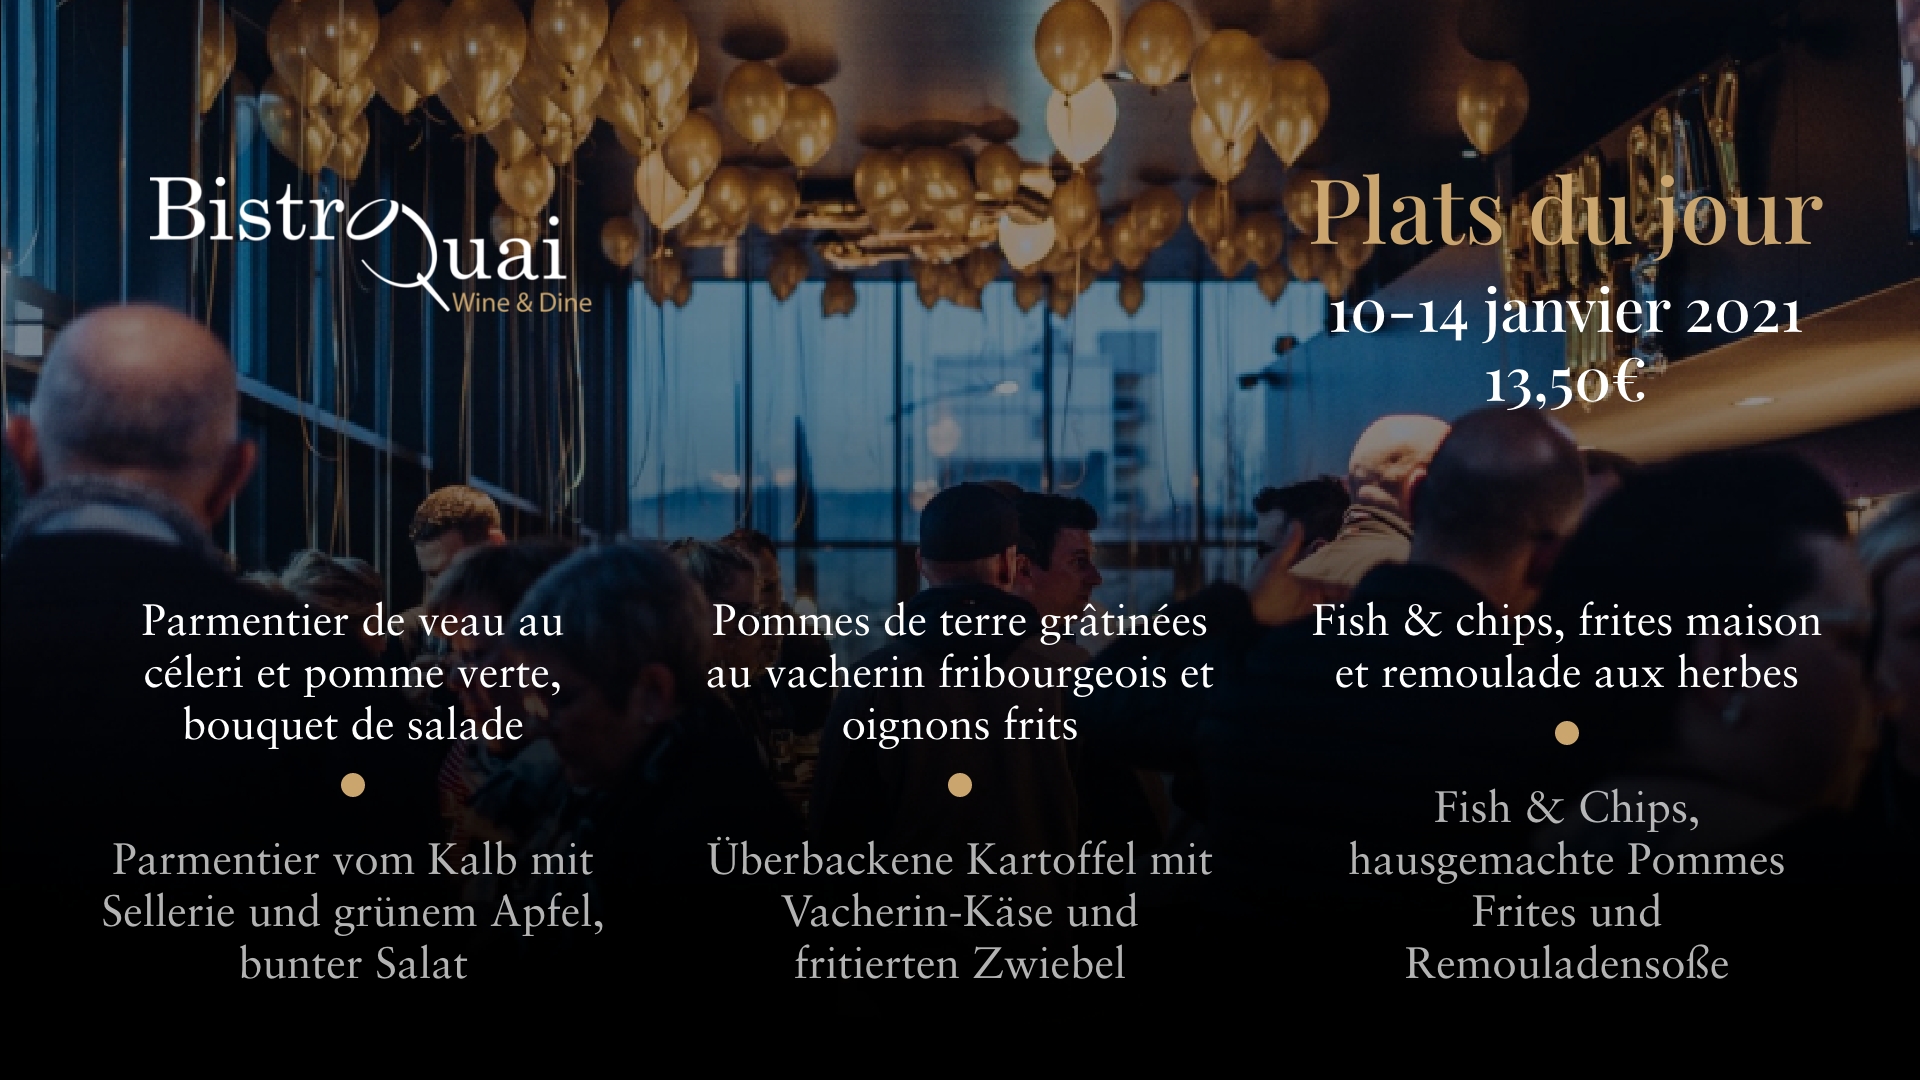 BistroQuai
Wine & Dine
Plats du jour
10-14 janvier 2021
13,50€
Parmentier de veau au
céleri et pomme verte,
bouquet de salade
Parmentier vom Kalb mit
Sellerie und grünem Apfel,
bunter Salat
Pommes de terre grâtinées
au vacherin fribourgeois et
oignons frits
Überbackene Kartoffel mit
Vacherin-Käse und
fritierten Zwiebel
Fish & chips, frites maison
et remoulade aux herbes
Fish & Chips,
hausgemachte Pommes
Frites und
Remouladensoße